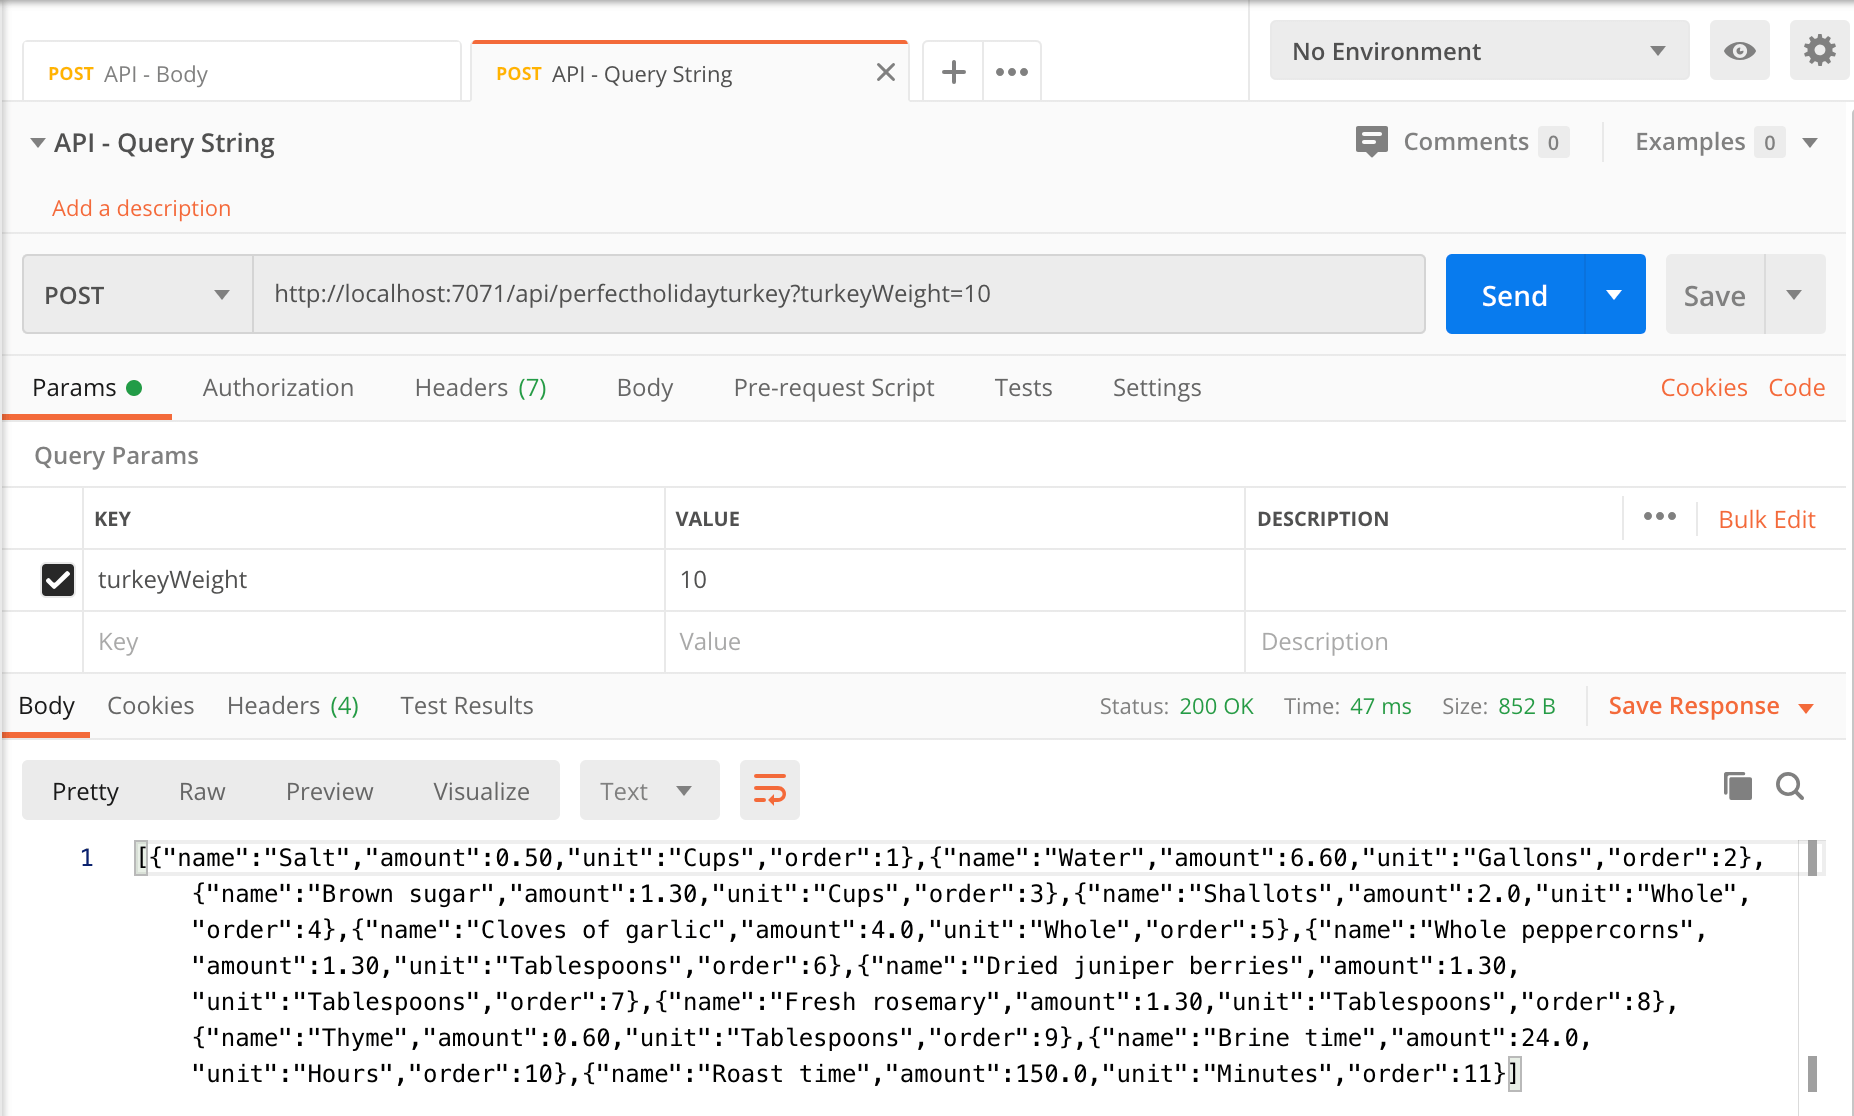 POST API - Body
POST API - Query String
No Environment
API - Query String
Comments 0
Examples 0
Add a description
POST
http://localhost:7071/api/perfectholidayturkey?turkeyWeight=10
Send
Save
Params
Authorization
Headers (7)
Body
Pre-request Script
Tests
Settings
Cookies
Code
Query Params
KEY
VALUE
DESCRIPTION
Bulk Edit
turkeyWeight
10
Key
Value
Description
Body
Cookies
Headers (4)
Test Results
Status: 200 OK
Time: 47 ms
Size: 852 B
Save Response
Pretty
Raw
Preview
Visualize
Text
1 [{"name":"Salt","amount":0.50,"unit":"Cups","order":1},{"name":"Water","amount":6.60,"unit":"Gallons","order":2},
{"name":"Brown sugar","amount":1.30,"unit":"Cups","order":3},{"name":"Shallots","amount":2.0,"unit":"Whole",
"order":4},{"name":"Cloves of garlic","amount":4.0,"unit":"Whole","order":5},{"name":"Whole peppercorns",
"amount":1.30,"unit":"Tablespoons","order":6},{"name":"Dried juniper berries","amount":1.30,
"unit":"Tablespoons","order":7},{"name":"Fresh rosemary","amount":1.30,"unit":"Tablespoons","order":8},
{"name":"Thyme","amount":0.60,"unit":"Tablespoons","order":9},{"name":"Brine time","amount":24.0,
"unit":"Hours","order":10},{"name":"Roast time","amount":150.0,"unit":"Minutes","order":11}]